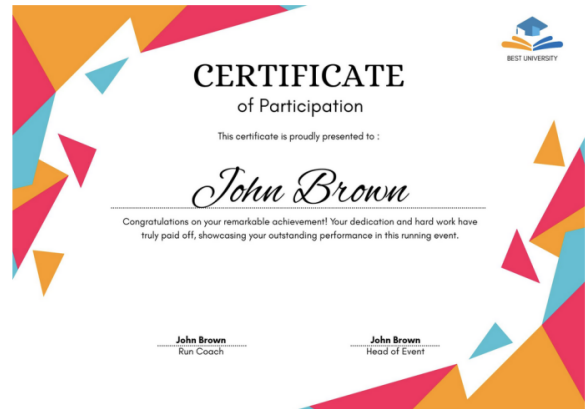 BEST UNIVERSITY
CERTIFICATE
of Participation
This certificate is proudly presented to :
John Brown
Congratulations on your remarkable achievement! Your dedication and hard work have
truly paid off, showcasing your outstanding performance in this running event.
John Brown
Run Coach
John Brown
Head of Event